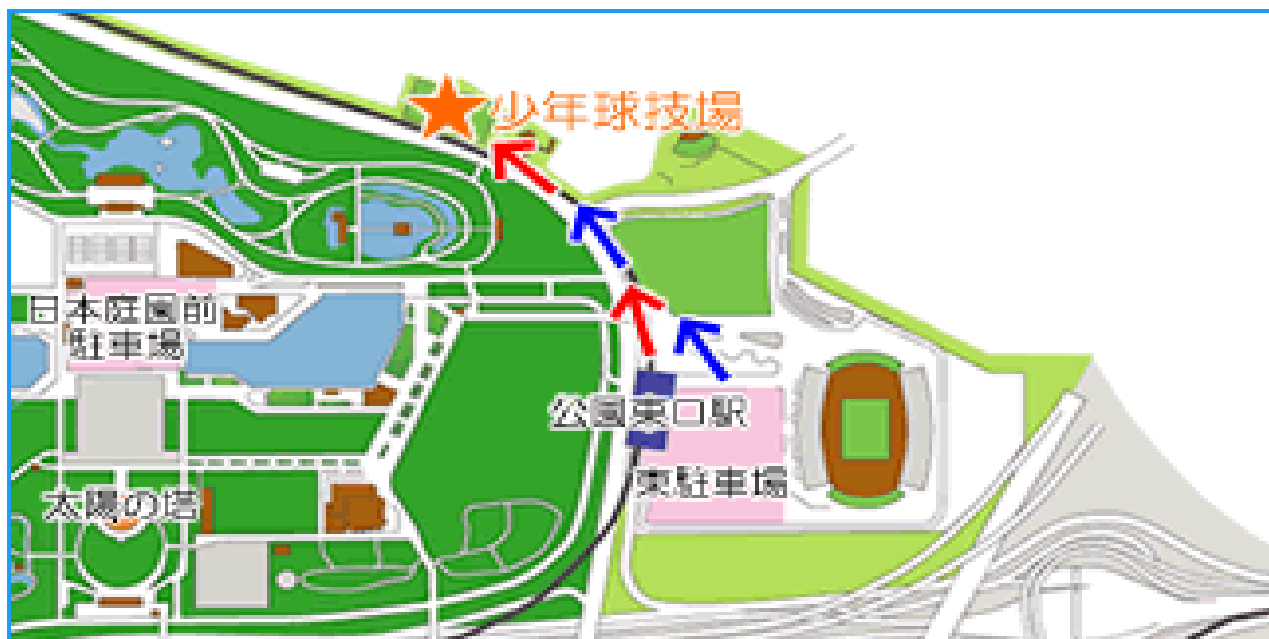 少年球技場
日本庭園前
駐車場
公園東口駅
東駐車場
太陽の塔